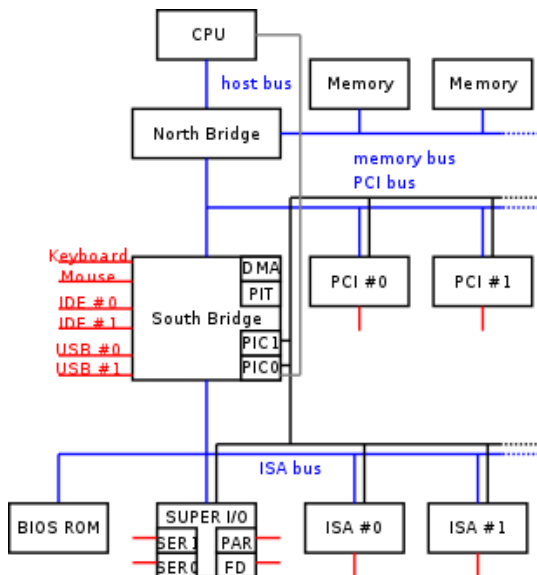 CPU
host bus
Memory
Memory
North Bridge
memory bus
PCI bus
Keyboard
Mouse
IDE #0
IDE #1
USB #0
USB #1
South Bridge
DMA
PIT
PIC1
PIC0
PCI #0
PCI #1
ISA bus
BIOS ROM
SUPER I/O
SER1
PAR
SER0
FD
ISA #0
ISA #1